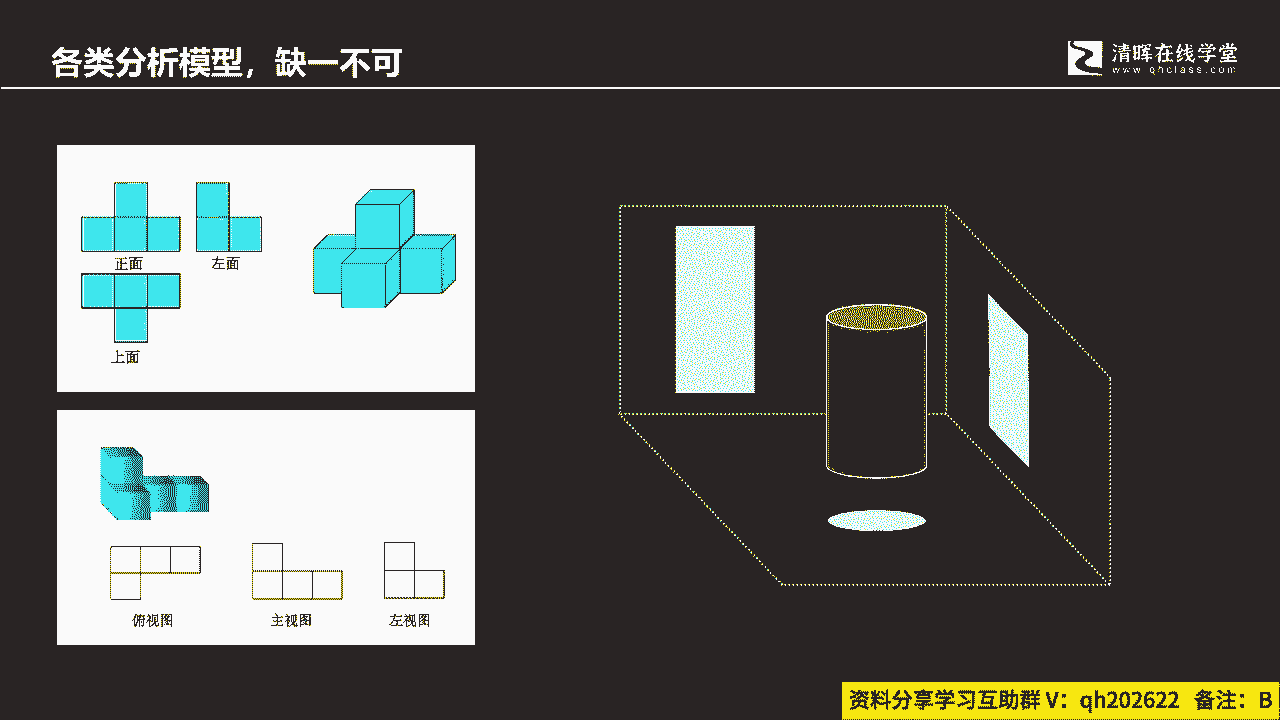 各类分析模型，缺一不可
清晖在线学堂
www.qhclass.com
正面
左面
上面
俯视图
主视图
左视图
资料分享学习互助群 V：qh202622 备注：B